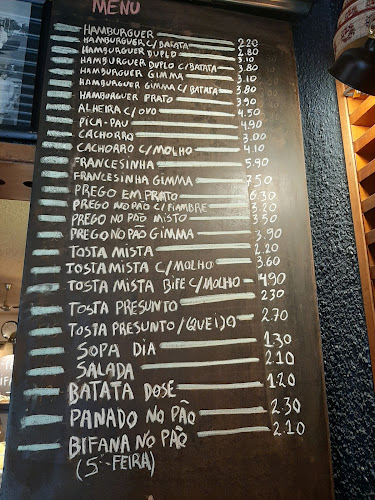 MENU
HAMBURGUER 2.20
HAMBURGUER C/BATATA 2.80
HAMBURGUER DUPLO 3.10
HAMBURGUER DUPLO C/BATATA 3.80
HAMBURGUER GIMMA 3.10
HAMBURGUER GIMMA C/BATATA 3.80
HAMBURGUER PRATO 3.90
ALHEIRA C/OVO 4.50
PICA-PAU 4.90
CACHORRO 3.00
CACHORRO C/MOLHO 4.10
FRANCESINHA 5.90
FRANCESINHA GIMMA 7.50
PREGO EM PRATO 6.30
PREGO NO PÃO C/FIAMBRE 3.20
PREGO NO PÃO MISTO 3.50
PREGO NO PÃO GIMMA 3.90
TOSTA MISTA 2.20
TOSTA MISTA C/MOLHO 3.60
TOSTA MISTA BIFE C/MOLHO 4.90
TOSTA PRESUNTO 2.30
TOSTA PRESUNTO/QUEIJO 2.70
SOPA DIA 1.30
SALADA 2.10
BATATA DOSE 1.20
PANADO NO PÃO 2.30
BIFANA NO PÃO 2.10
(5ª-FEIRA)